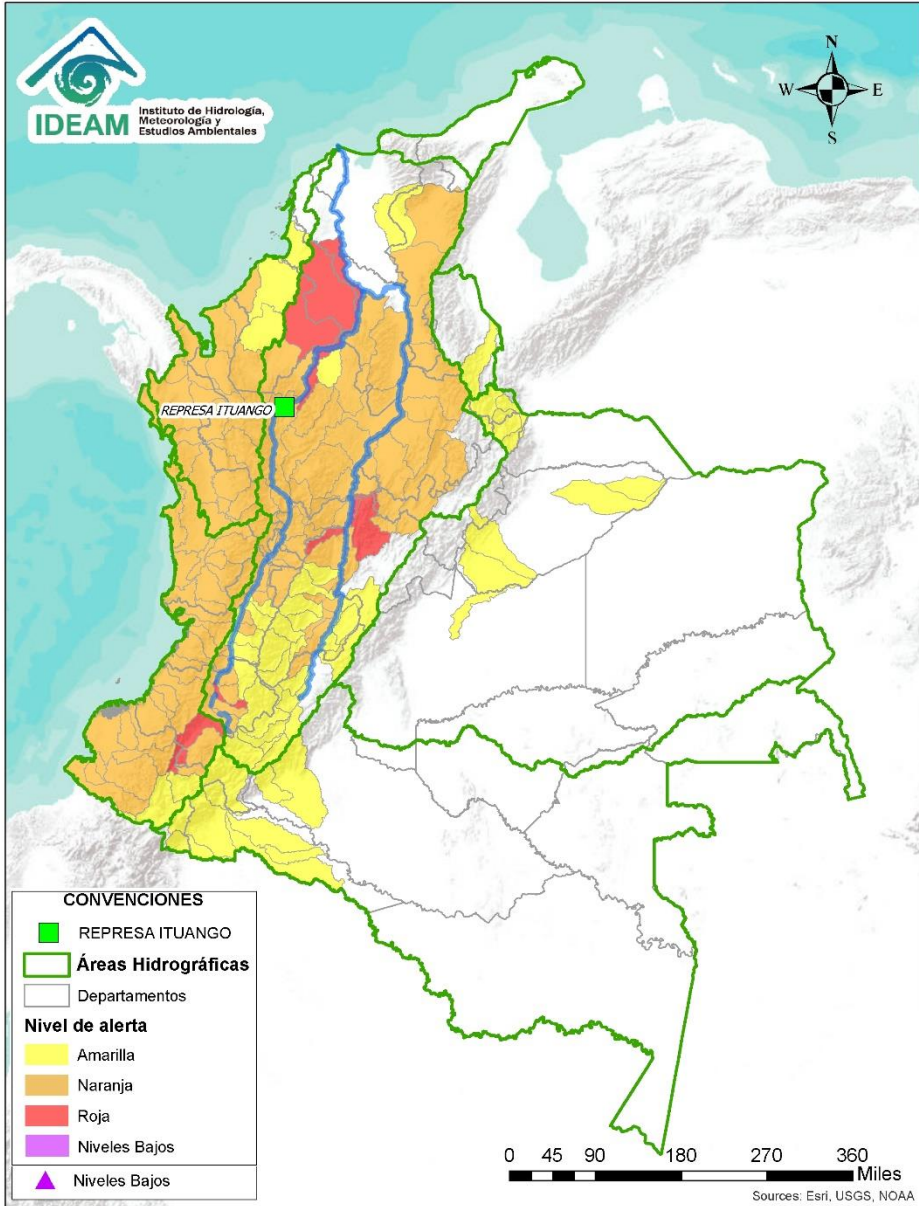 IDEAM
Instituto de Hidrología,
Meteorología y
Estudios Ambientales
N
W
E
S
REPRESA ITUANGO
CONVENCIONES
REPRESA ITUANGO
Áreas Hidrográficas
Departamentos
Nivel de alerta
Amarilla
Naranja
Roja
Niveles Bajos
Niveles Bajos
0 45 90 180 270 360
Miles
Sources: Esri, USGS, NOAA